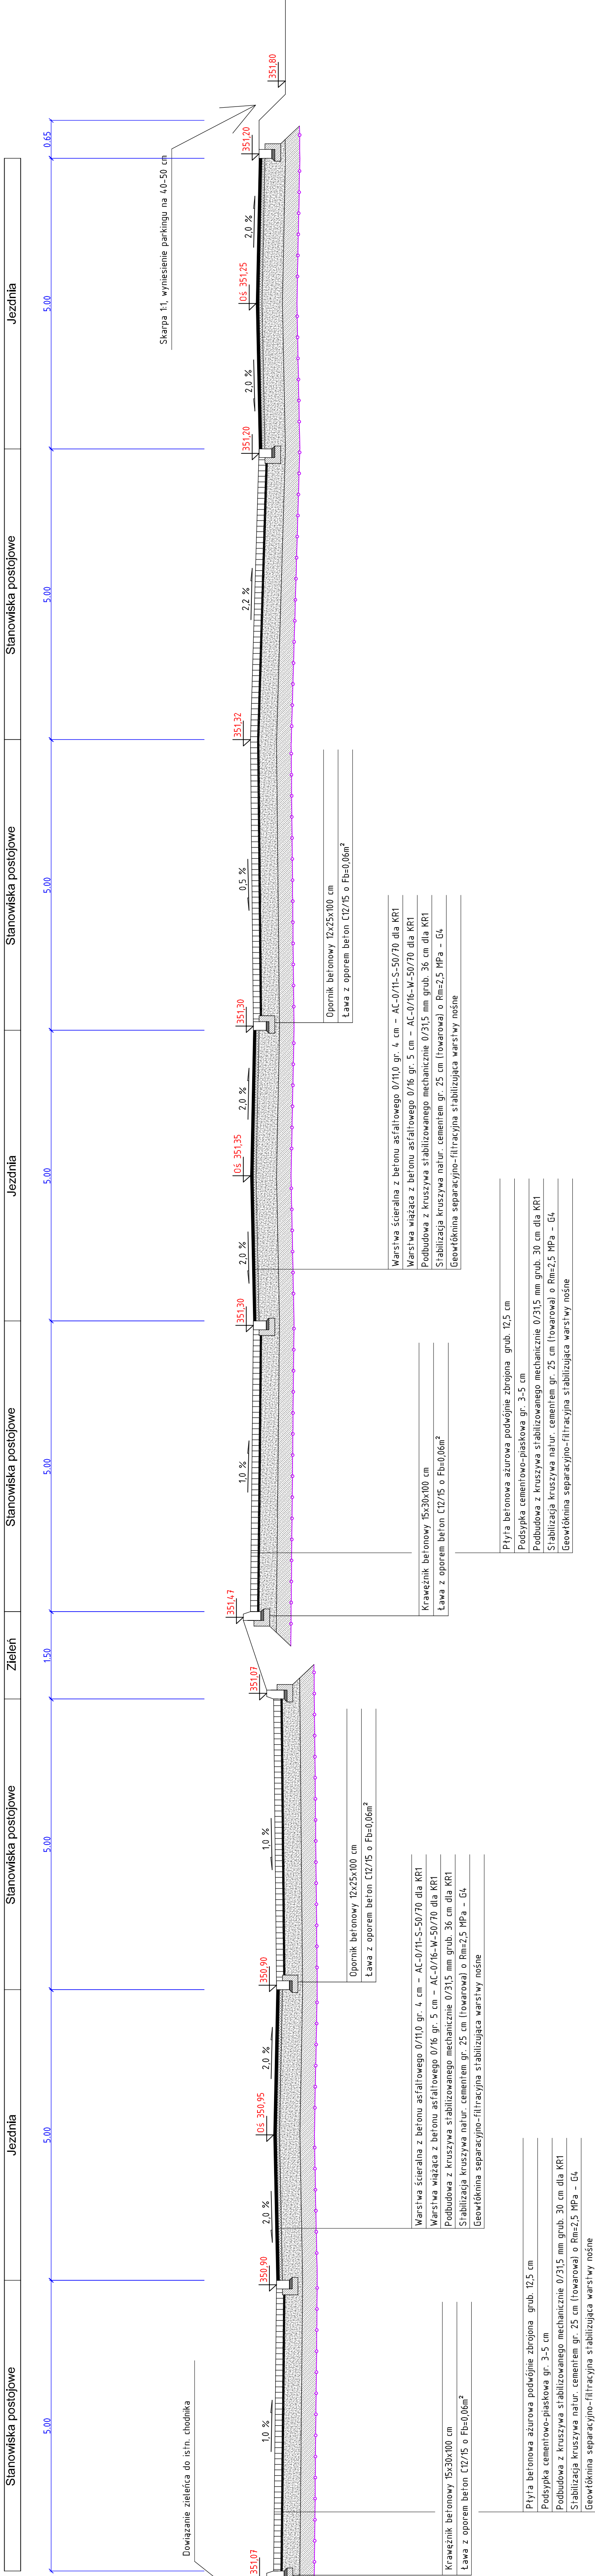 Stanowiska postojowe
Jezdnia
Stanowiska postojowe
Zieleń
Stanowiska postojowe
Jezdnia
Stanowiska postojowe
Stanowiska postojowe
Jezdnia
5.00
5.00
5.00
1.50
5.00
5.00
5.00
5.00
5.00
0.65
Dowiązanie zieleńca do istn. chodnika
Skarpa 1:1, wyniesienie parkingu na 40-50 cm
351,07
1,0 %
350,90
2,0 %
Oś 350,95
2,0 %
350,90
1,0 %
351,07
351,47
1,0 %
351,30
2,0 %
Oś 351,35
2,0 %
351,30
0,5 %
351,32
2,2 %
351,20
2,0 %
Oś 351,25
2,0 %
351,20
351,80
Krawężnik betonowy 15x30x100 cm
Ława z oporem beton C12/15 o Fb=0,06m²
Płyta betonowa ażurowa podwójnie zbrojona grub. 12,5 cm
Podsypka cementowo-piaskowa gr. 3-5 cm
Podbudowa z kruszywa stabilizowanego mechanicznie 0/31,5 mm grub. 30 cm dla KR1
Stabilizacja kruszywa natur. cementem gr. 25 cm (towarowa) o Rm=2,5 MPa - G4
Geowłóknina separacyjno-filtracyjna stabilizująca warstwy nośne
Warstwa ścieralna z betonu asfaltowego 0/11,0 gr. 4 cm - AC-0/11-S-50/70 dla KR1
Warstwa wiążąca z betonu asfaltowego 0/16 gr. 5 cm - AC-0/16-W-50/70 dla KR1
Podbudowa z kruszywa stabilizowanego mechanicznie 0/31,5 mm grub. 36 cm dla KR1
Stabilizacja kruszywa natur. cementem gr. 25 cm (towarowa) o Rm=2,5 MPa - G4
Geowłóknina separacyjno-filtracyjna stabilizująca warstwy nośne
Opornik betonowy 12x25x100 cm
Ława z oporem beton C12/15 o Fb=0,06m²
Krawężnik betonowy 15x30x100 cm
Ława z oporem beton C12/15 o Fb=0,06m²
Płyta betonowa ażurowa podwójnie zbrojona grub. 12,5 cm
Podsypka cementowo-piaskowa gr. 3-5 cm
Podbudowa z kruszywa stabilizowanego mechanicznie 0/31,5 mm grub. 30 cm dla KR1
Stabilizacja kruszywa natur. cementem gr. 25 cm (towarowa) o Rm=2,5 MPa - G4
Geowłóknina separacyjno-filtracyjna stabilizująca warstwy nośne
Warstwa ścieralna z betonu asfaltowego 0/11,0 gr. 4 cm - AC-0/11-S-50/70 dla KR1
Warstwa wiążąca z betonu asfaltowego 0/16 gr. 5 cm - AC-0/16-W-50/70 dla KR1
Podbudowa z kruszywa stabilizowanego mechanicznie 0/31,5 mm grub. 36 cm dla KR1
Stabilizacja kruszywa natur. cementem gr. 25 cm (towarowa) o Rm=2,5 MPa - G4
Geowłóknina separacyjno-filtracyjna stabilizująca warstwy nośne
Opornik betonowy 12x25x100 cm
Ława z oporem beton C12/15 o Fb=0,06m²